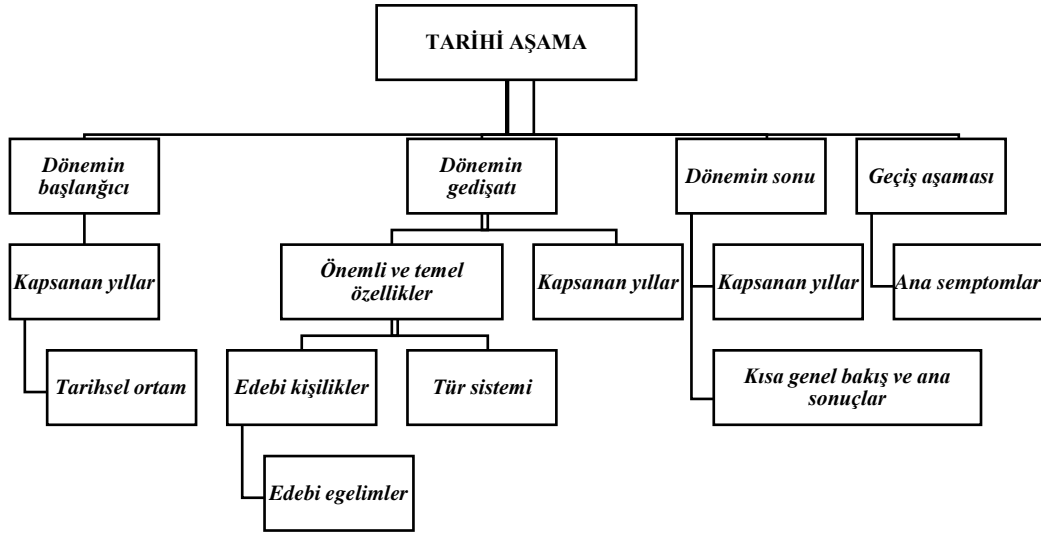 TARİHİ AŞAMA
Dönemin
başlanğıcı
Dönemin
gedişatı
Dönemin sonu
Geçiş aşaması
Kapsanan yıllar
Önemli ve temel
özellikler
Kapsanan yıllar
Kapsanan yıllar
Ana semptomlar
Tarihsel ortam
Edebi kişilikler
Tür sistemi
Kısa genel bakış ve ana
sonuçlar
Edebi egelimler